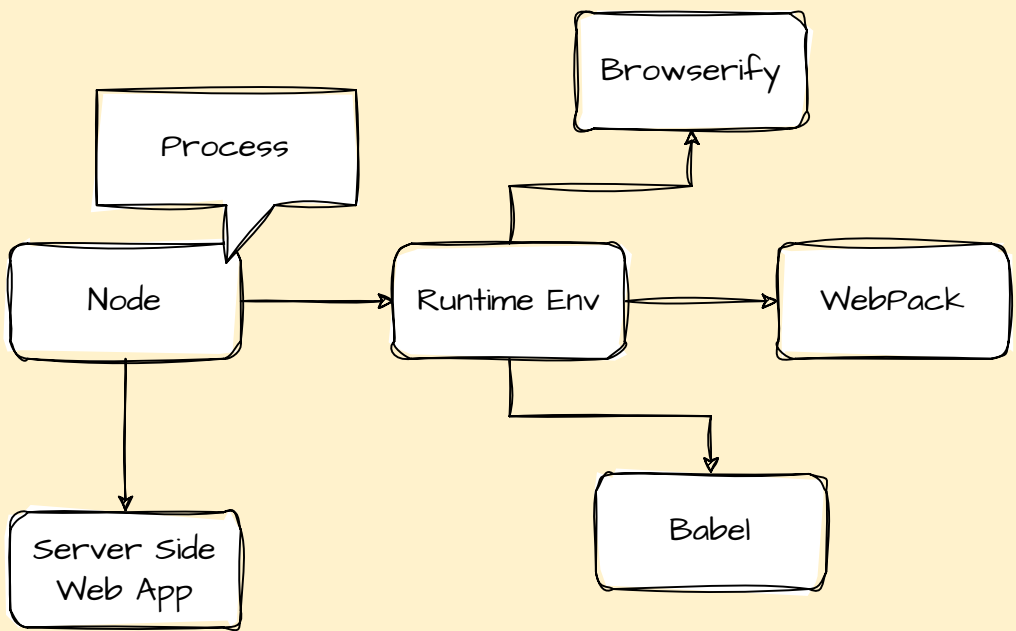 Browserify
Process
Node
Runtime Env
WebPack
Babel
Server Side
Web App